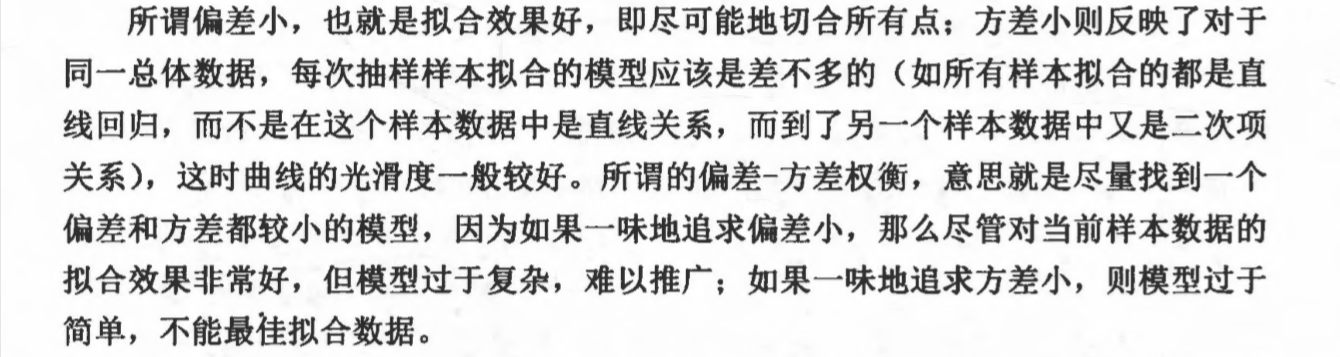 所谓偏差小，也就是拟合效果好，即尽可能地切合所有点；方差小则反映了对于
同一总体数据，每次抽样样本拟合的模型应该是差不多的（如所有样本拟合的都是直
线回归，而不是在这个样本数据中是直线关系，而到了另一个样本数据中又是二次项
关系），这时曲线的光滑度一般较好。所谓的偏差-方差权衡，意思就是尽量找到一个
偏差和方差都较小的模型，因为如果一味地追求偏差小，那么尽管对当前样本数据的
拟合效果非常好，但模型过于复杂，难以推广；如果一味地追求方差小，则模型过于
简单，不能最佳拟合数据。